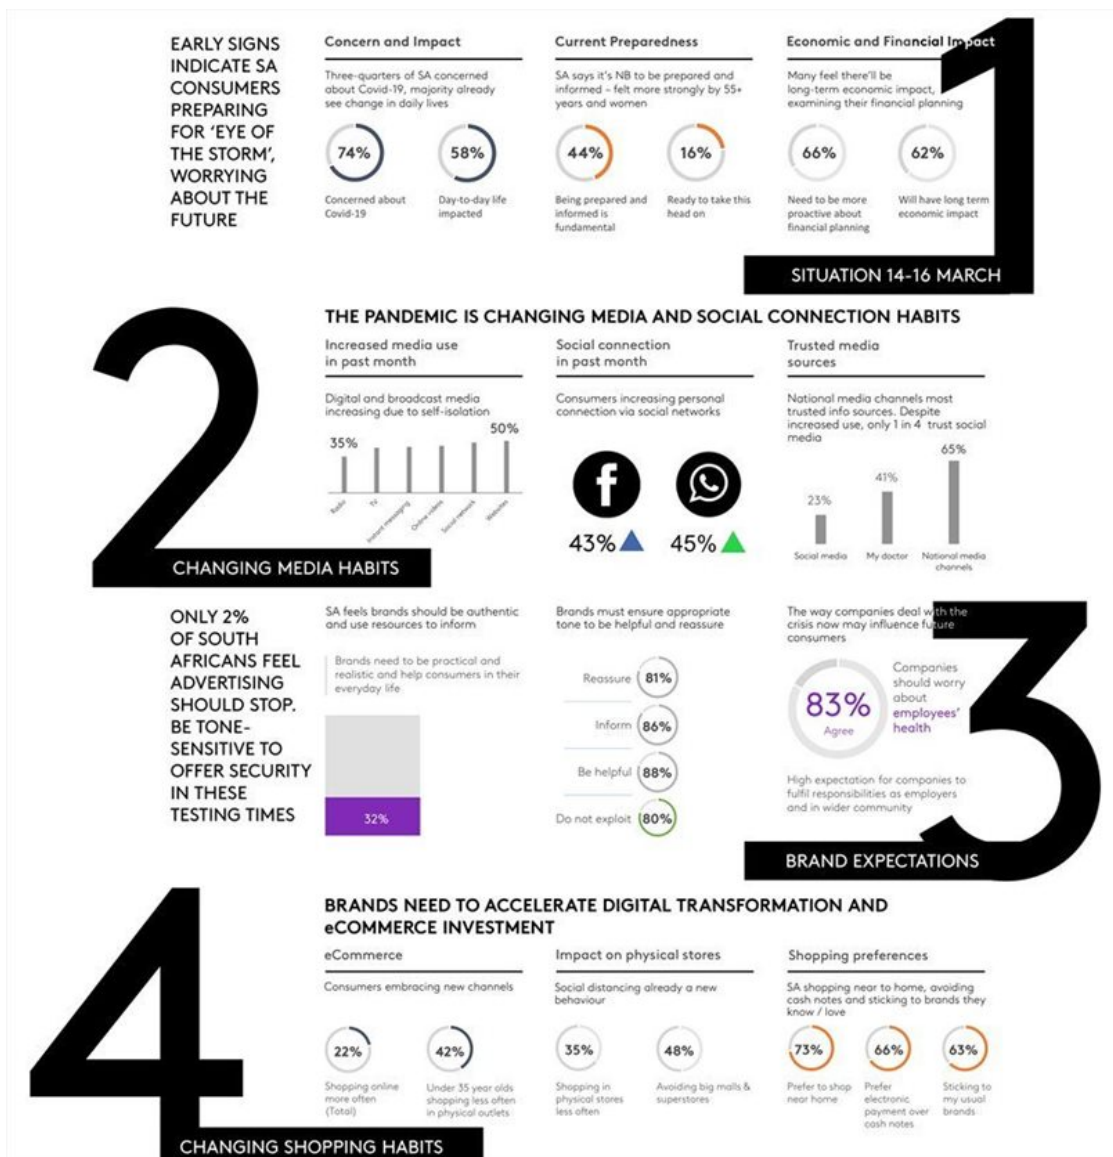 EARLY SIGNS
INDICATE SA
CONSUMERS
PREPARING
FOR ‘EYE OF
THE STORM’,
WORRYING
ABOUT THE
FUTURE
Concern and Impact
Three-quarters of SA concerned
about Covid-19, majority already
see change in daily lives
74%
58%
Concerned about
Covid-19
Day-to-day life
impacted
Current Preparedness
SA says it's NB to be prepared and
informed – felt more strongly by 55+
years and women
44%
16%
Being prepared and
informed is
fundamental
Ready to take this
head on
Economic and Financial Impact
Many feel there'll be
long-term economic impact,
examining their financial planning
66%
62%
Need to be more
proactive about
financial planning
Will have long term
economic impact
1
SITUATION 14-16 MARCH
2
THE PANDEMIC IS CHANGING MEDIA AND SOCIAL CONNECTION HABITS
Increased media use
in past month
Digital and broadcast media
increasing due to self-isolation
35%
50%
Radio
TV
Instant messaging
Online videos
Social network
Websites
Social connection
in past month
Consumers increasing personal
connection via social networks
43%
45%
Trusted media
sources
National media channels most
trusted info sources. Despite
increased use, only 1 in 4 trust social
media
23%
41%
65%
Social media
My doctor
National media
channels
CHANGING MEDIA HABITS
ONLY 2%
OF SOUTH
AFRICANS FEEL
ADVERTISING
SHOULD STOP.
BE TONE-
SENSITIVE TO
OFFER SECURITY
IN THESE
TESTING TIMES
SA feels brands should be authentic
and use resources to inform
Brands need to be practical and
realistic and help consumers in their
everyday life
32%
Brands must ensure appropriate
tone to be helpful and reassure
Reassure 81%
Inform 86%
Be helpful 88%
Do not exploit 80%
The way companies deal with the
crisis now may influence future
consumers
83%
Agree
Companies
should worry
about
employees'
health
High expectation for companies to
fulfil responsibilities as employers
and in wider community
3
BRAND EXPECTATIONS
4
BRANDS NEED TO ACCELERATE DIGITAL TRANSFORMATION AND
eCOMMERCE INVESTMENT
eCommerce
Consumers embracing new channels
22%
42%
Shopping online
more often
(Total)
Under 35 year olds
shopping less often
in physical outlets
Impact on physical stores
Social distancing already a new
behaviour
35%
48%
Shopping in
physical stores
less often
Avoiding big malls &
superstores
Shopping preferences
SA shopping near to home, avoiding
cash notes and sticking to brands they
know / love
73%
66%
63%
Prefer to shop
near home
Prefer
electronic
payment over
cash notes
Sticking to
my usual
brands
CHANGING SHOPPING HABITS